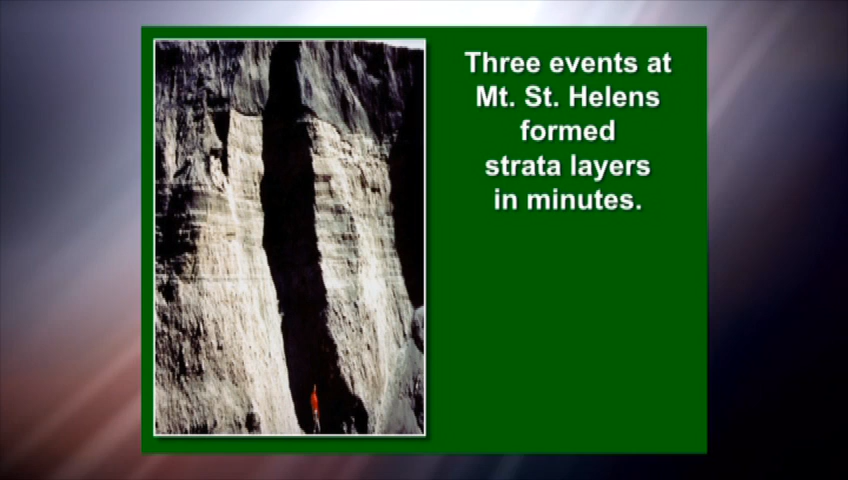 Three events at
Mt. St. Helens
formed
strata layers
in minutes.